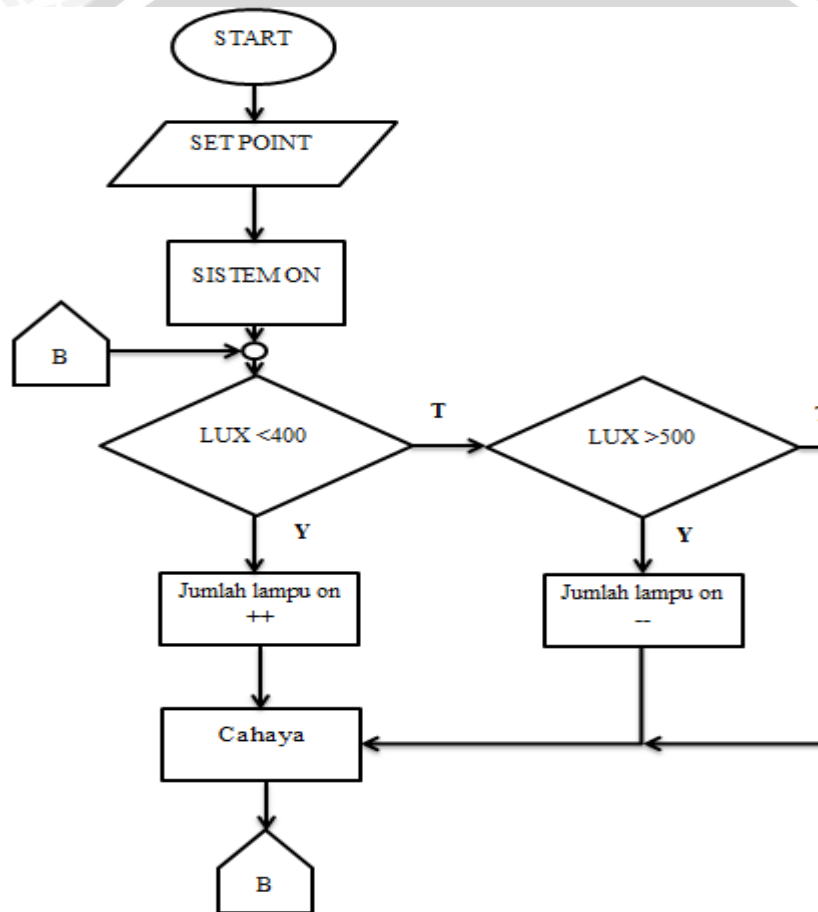 START
SET POINT
SISTEM ON
B
LUX <400
T
LUX >500
Y
Y
Jumlah lampu on
++
Jumlah lampu on
--
Cahaya
B